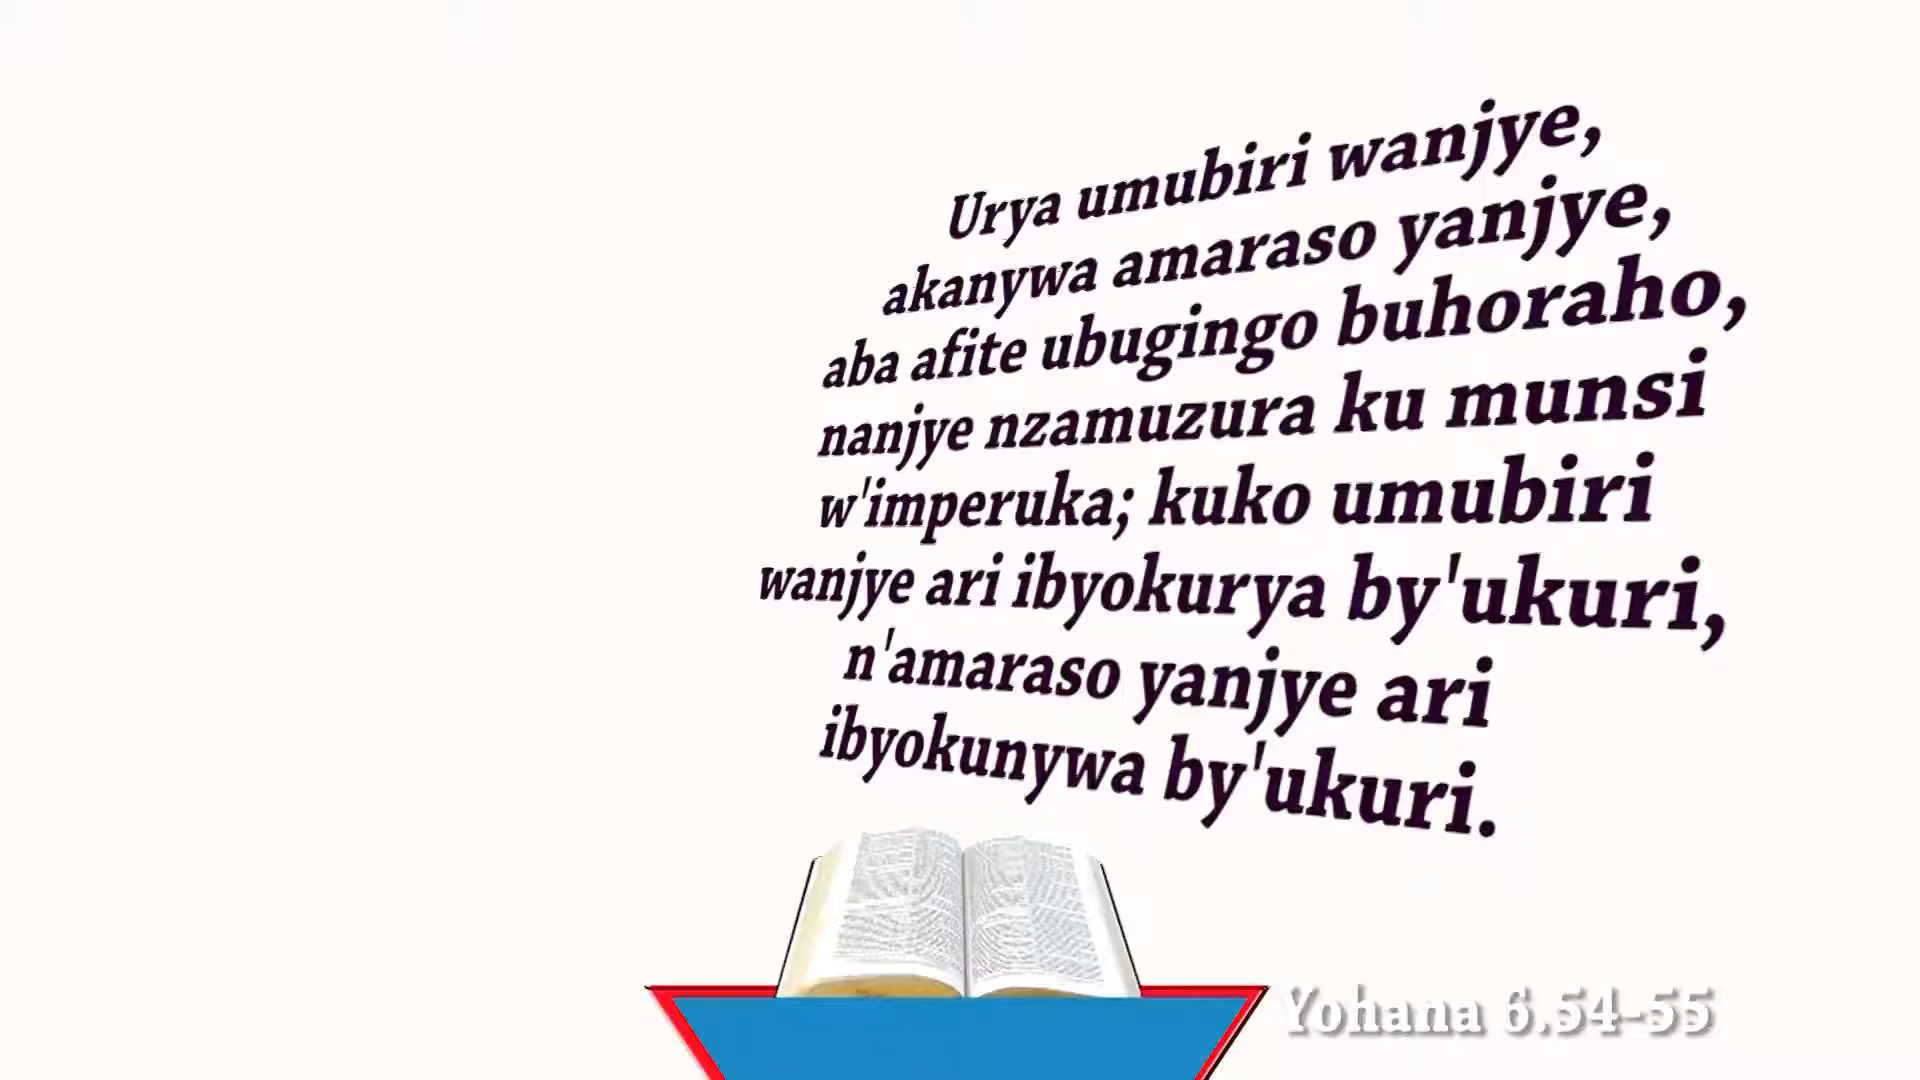 Urya umubiri wanjye,
akanywa amaraso yanjye,
aba afite ubugingo buhoraho,
nanjye nzamuzura ku munsi
w'imperuka; kuko umubiri
wanjye ari ibyokurya by'ukuri,
n'amaraso yanjye ari
ibyokunywa by'ukuri.
Yohana 6.54-55